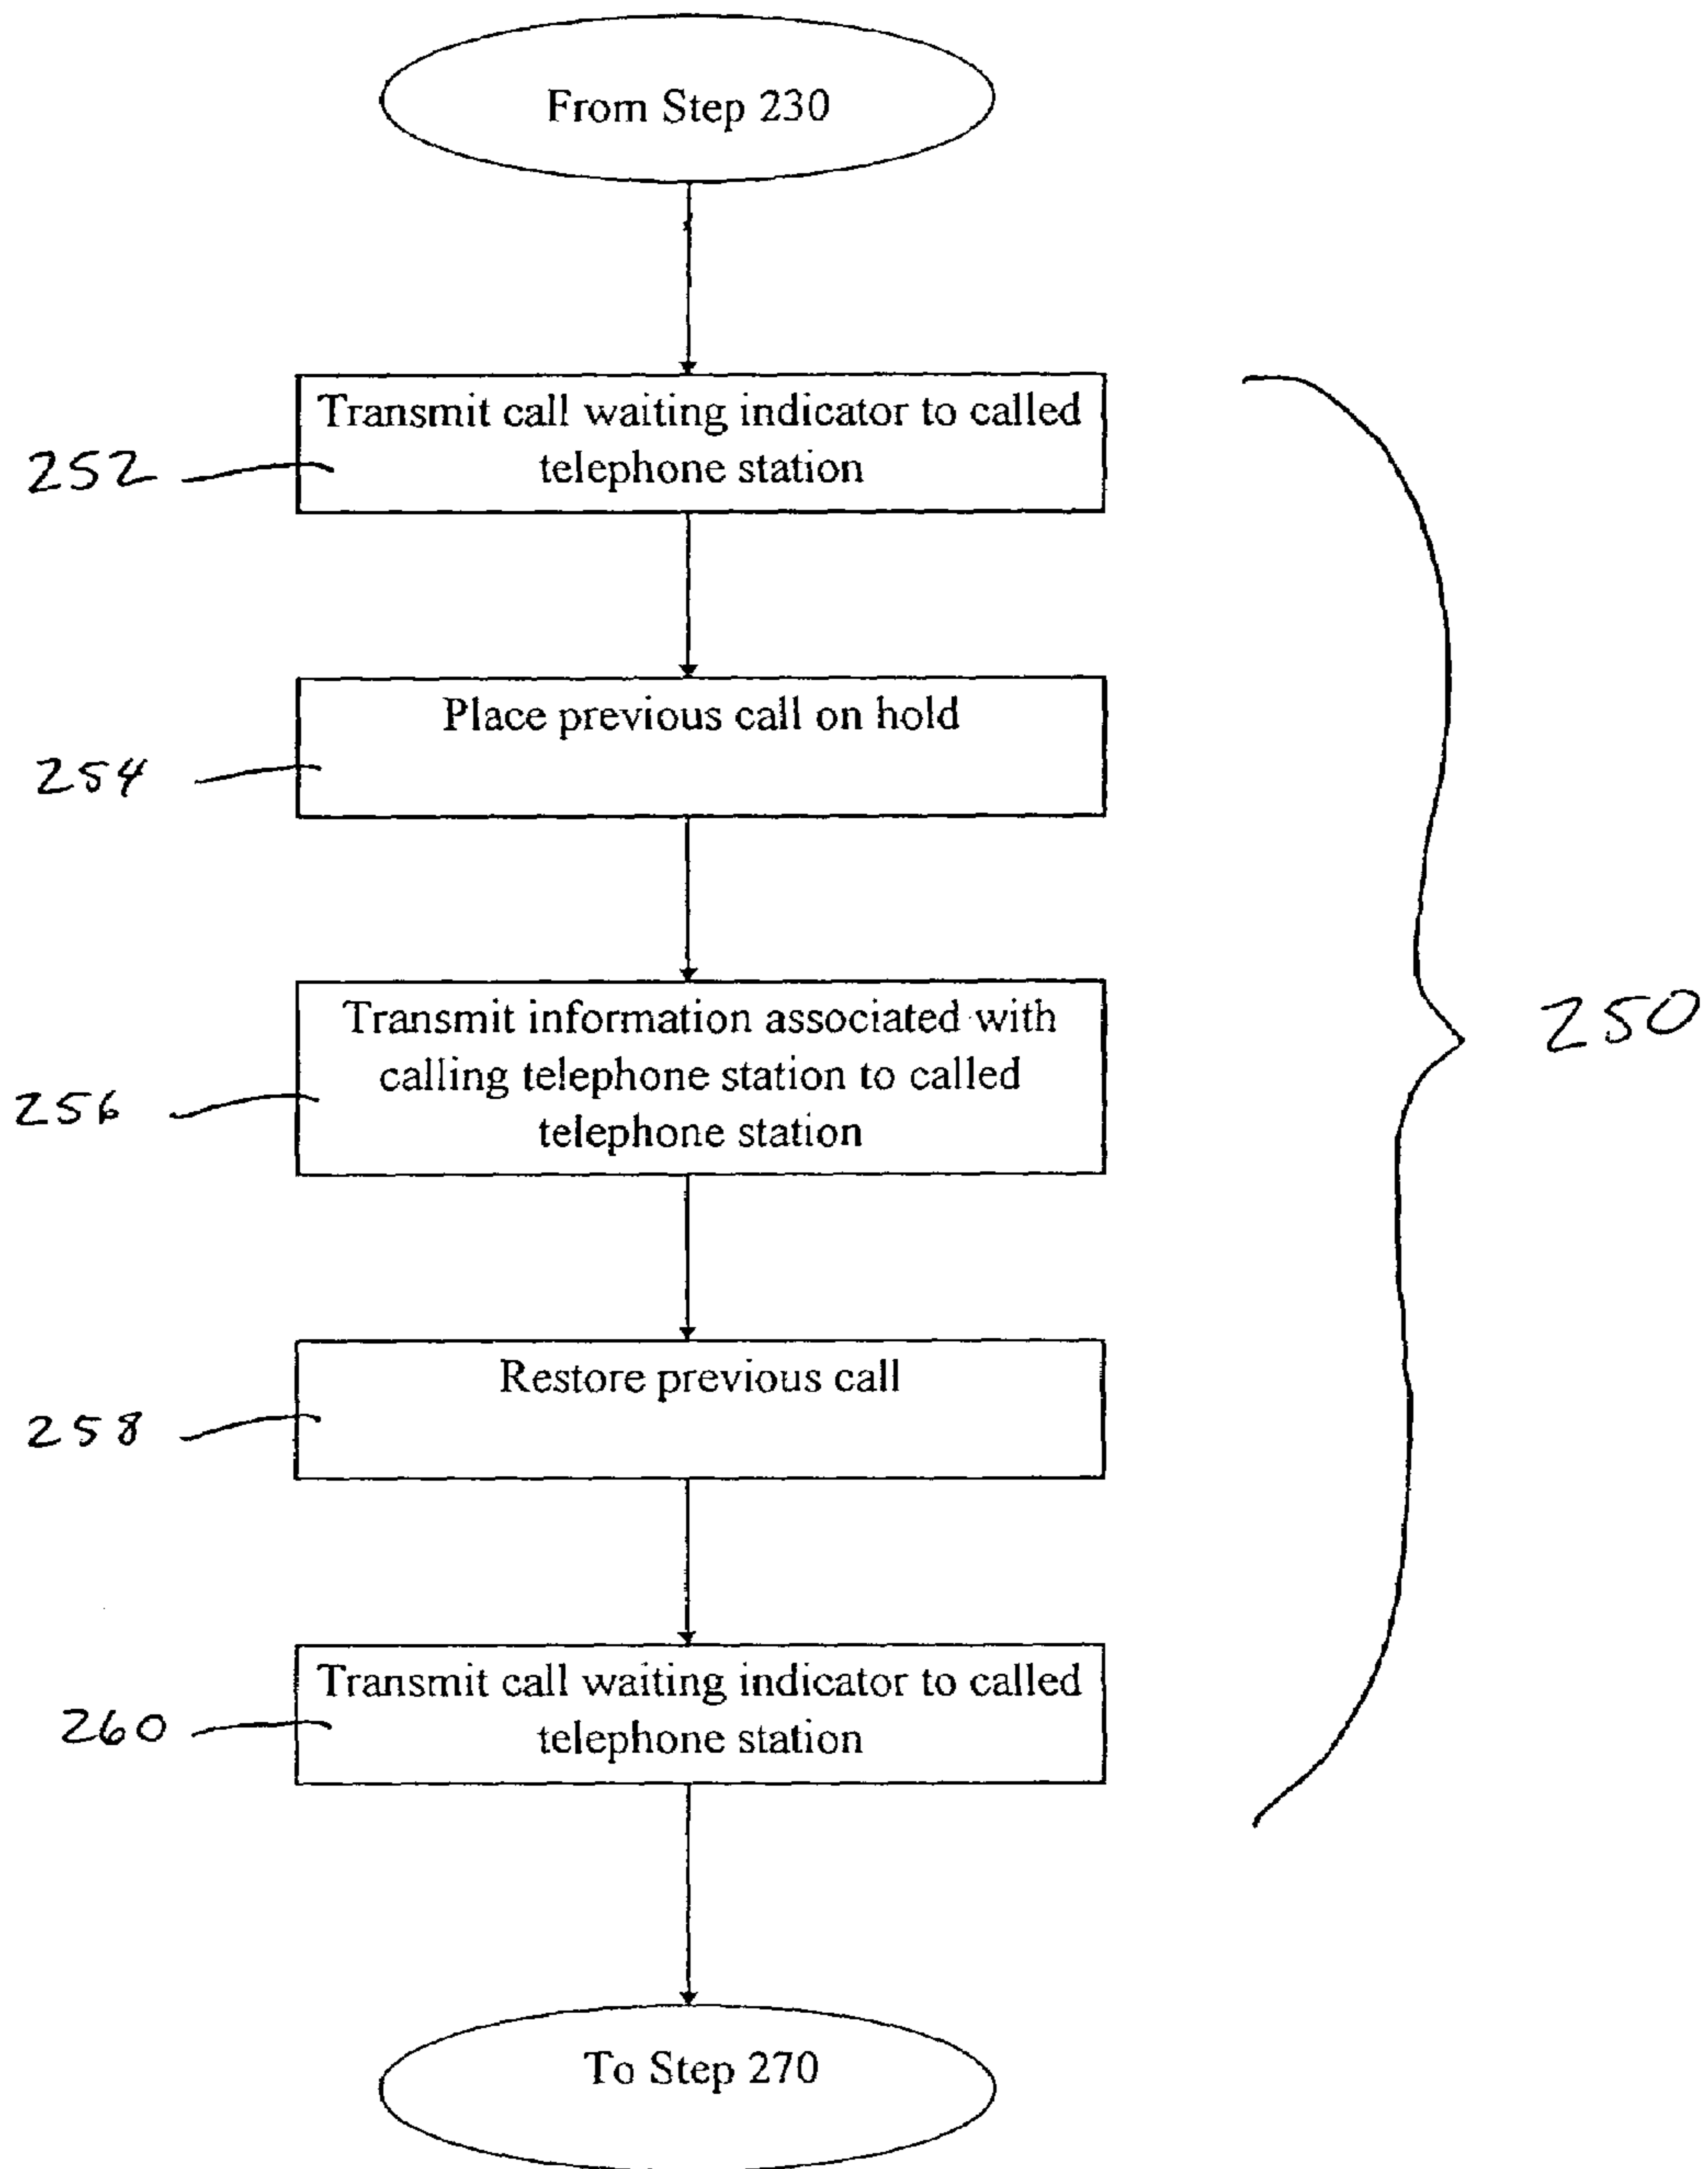 From Step 230
Transmit call waiting indicator to called
telephone station
252
Place previous call on hold
254
Transmit information associated with
calling telephone station to called
telephone station
256
250
Restore previous call
258
Transmit call waiting indicator to called
telephone station
260
To Step 270